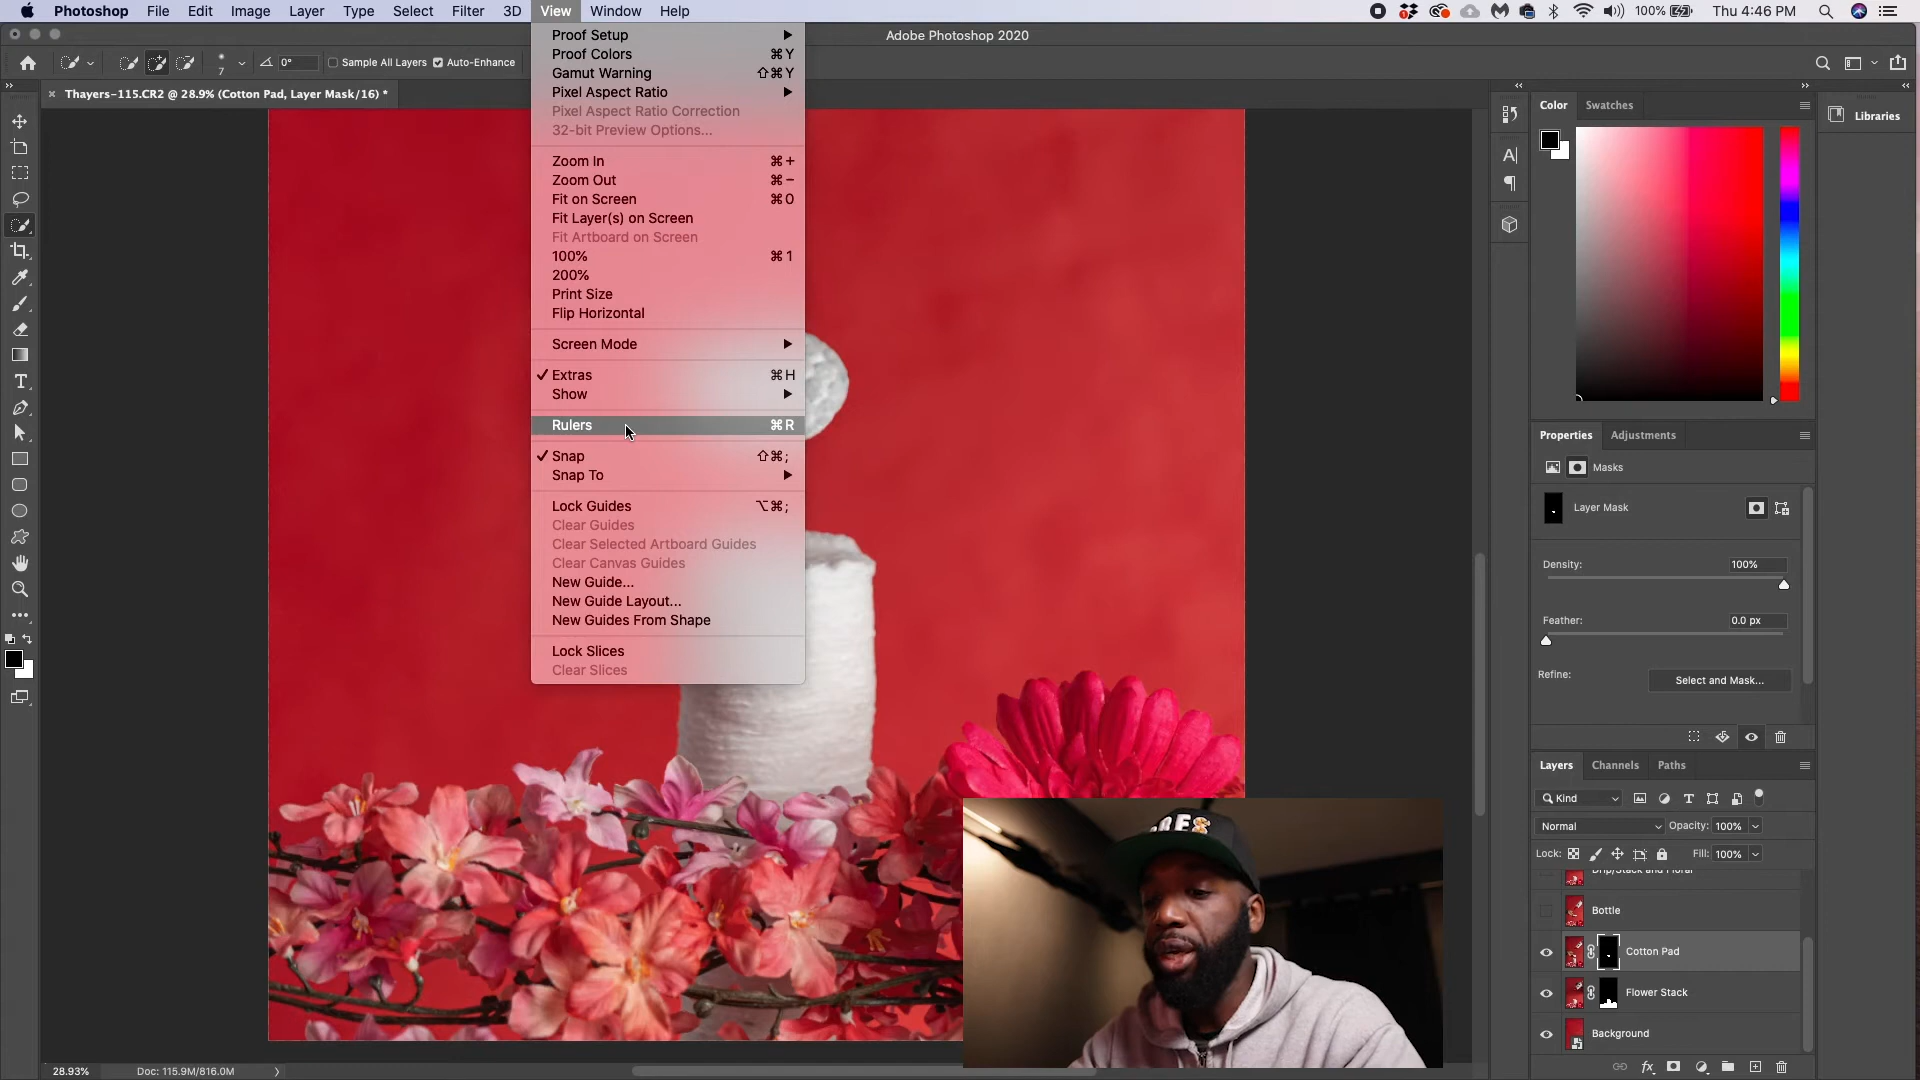 Photoshop File Edit Image Layer Type Select Filter 3D View Window Help 100% Thu 4:46 PM
Adobe Photoshop 2020
7 0° Sample All Layers Auto-Enhance
× Thayers-115.CR2 @ 28.9% (Cotton Pad, Layer Mask/16) *
Proof Setup
Proof Colors ⌘Y
Gamut Warning ⇧⌘Y
Pixel Aspect Ratio
Pixel Aspect Ratio Correction
32-bit Preview Options...
Zoom In ⌘+
Zoom Out ⌘−
Fit on Screen ⌘0
Fit Layer(s) on Screen
Fit Artboard on Screen
100% ⌘1
200%
Print Size
Flip Horizontal
Screen Mode
✓ Extras ⌘H
Show
Rulers ⌘R
✓ Snap ⇧⌘;
Snap To
Lock Guides ⌥⌘;
Clear Guides
Clear Selected Artboard Guides
Clear Canvas Guides
New Guide...
New Guide Layout...
New Guides From Shape
Lock Slices
Clear Slices
Color Swatches
Libraries
Properties Adjustments
Masks
Layer Mask
Density: 100%
Feather: 0.0 px
Refine: Select and Mask...
Layers Channels Paths
Kind
Normal Opacity: 100%
Lock: Fill: 100%
Bottle
Cotton Pad
Flower Stack
Background
28.93% Doc: 115.9M/816.0M